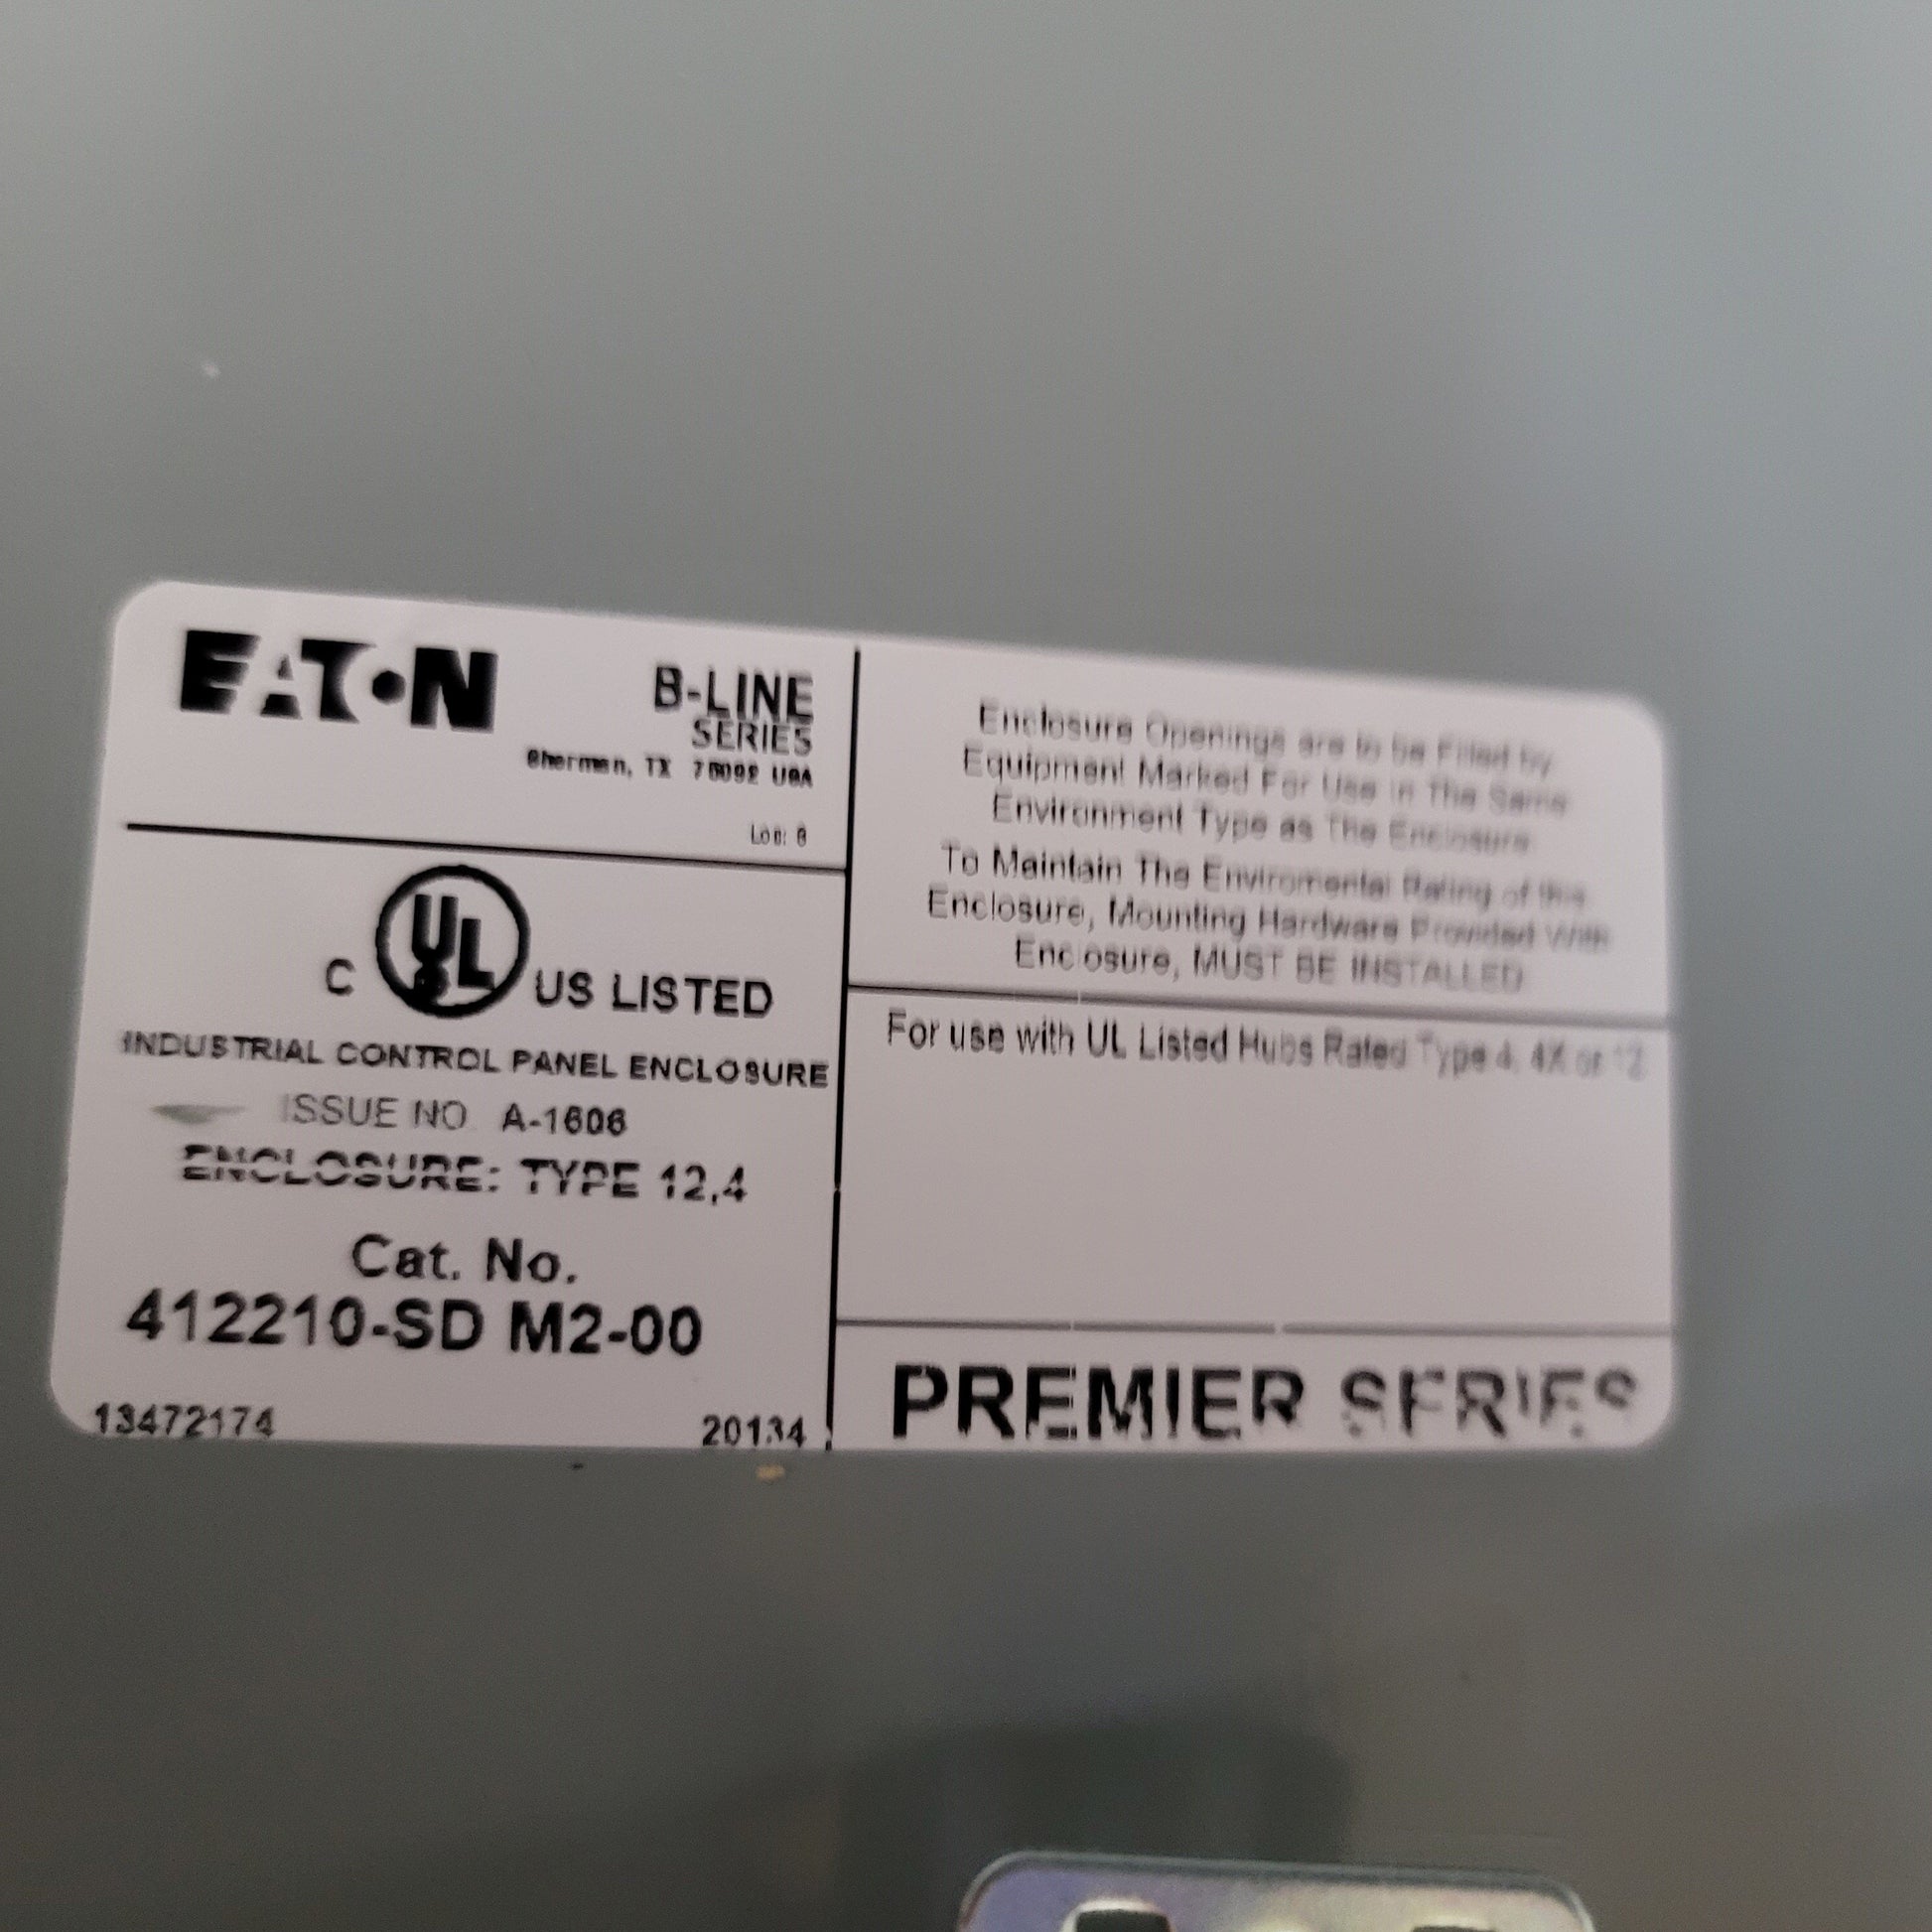 EATON
B-LINE
SERIES
Sherman, TX 75092 USA
Loc: 6
C UL US LISTED
INDUSTRIAL CONTROL PANEL ENCLOSURE
ISSUE NO A-1606
ENCLOSURE: TYPE 12,4
Cat. No.
412210-SD M2-00
13472174 20134
Enclosure Openings are to be Filled by
Equipment Marked For Use In The Same
Environment Type as The Enclosure
To Maintain The Enviromental Rating of this
Enclosure, Mounting Hardware Provided With
Enclosure, MUST BE INSTALLED
For use with UL Listed Hubs Rated Type 4, 4X or 12
PREMIER SERIES